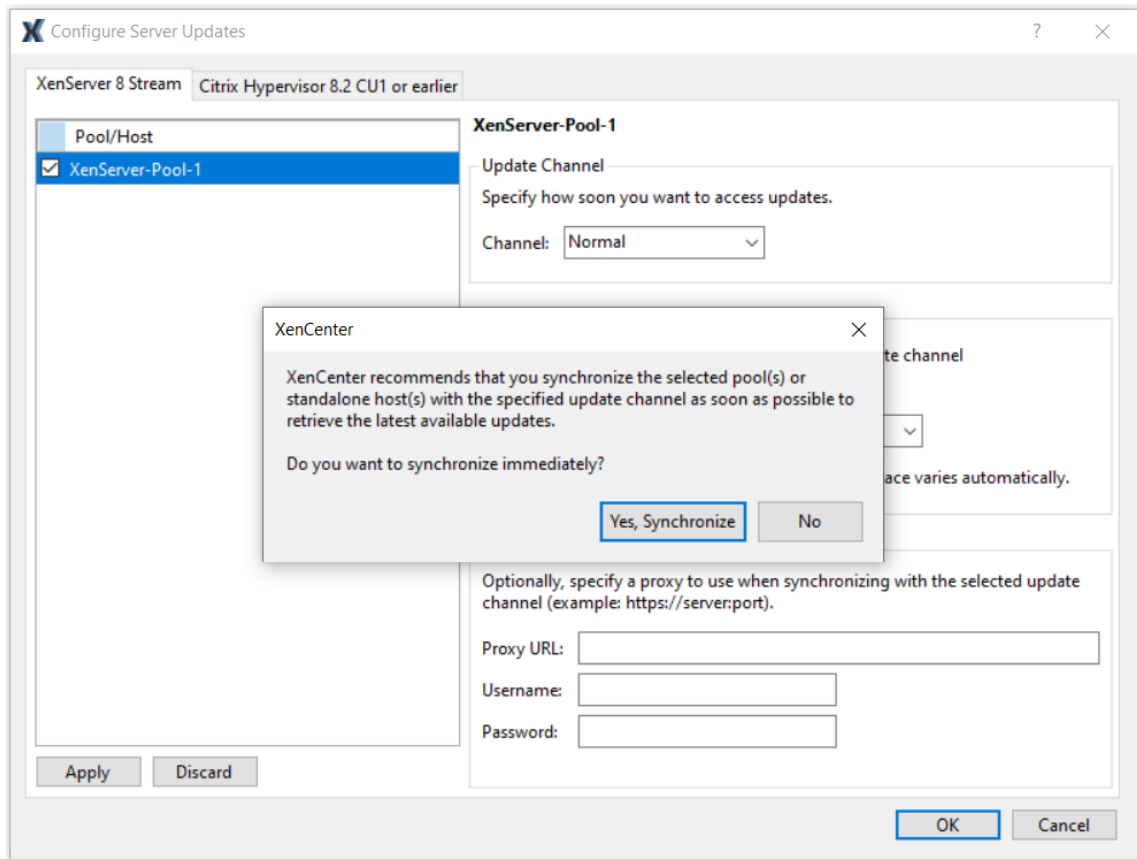 Configure Server Updates
?
XenServer 8 Stream
Citrix Hypervisor 8.2 CU1 or earlier
Pool/Host
XenServer-Pool-1
XenServer-Pool-1
Update Channel
Specify how soon you want to access updates.
Channel: Normal
XenCenter
XenCenter recommends that you synchronize the selected pool(s) or
standalone host(s) with the specified update channel as soon as possible to
retrieve the latest available updates.
Do you want to synchronize immediately?
Yes, Synchronize
No
channel
varies automatically.
Optionally, specify a proxy to use when synchronizing with the selected update
channel (example: https://server:port).
Proxy URL:
Username:
Password:
Apply
Discard
OK
Cancel